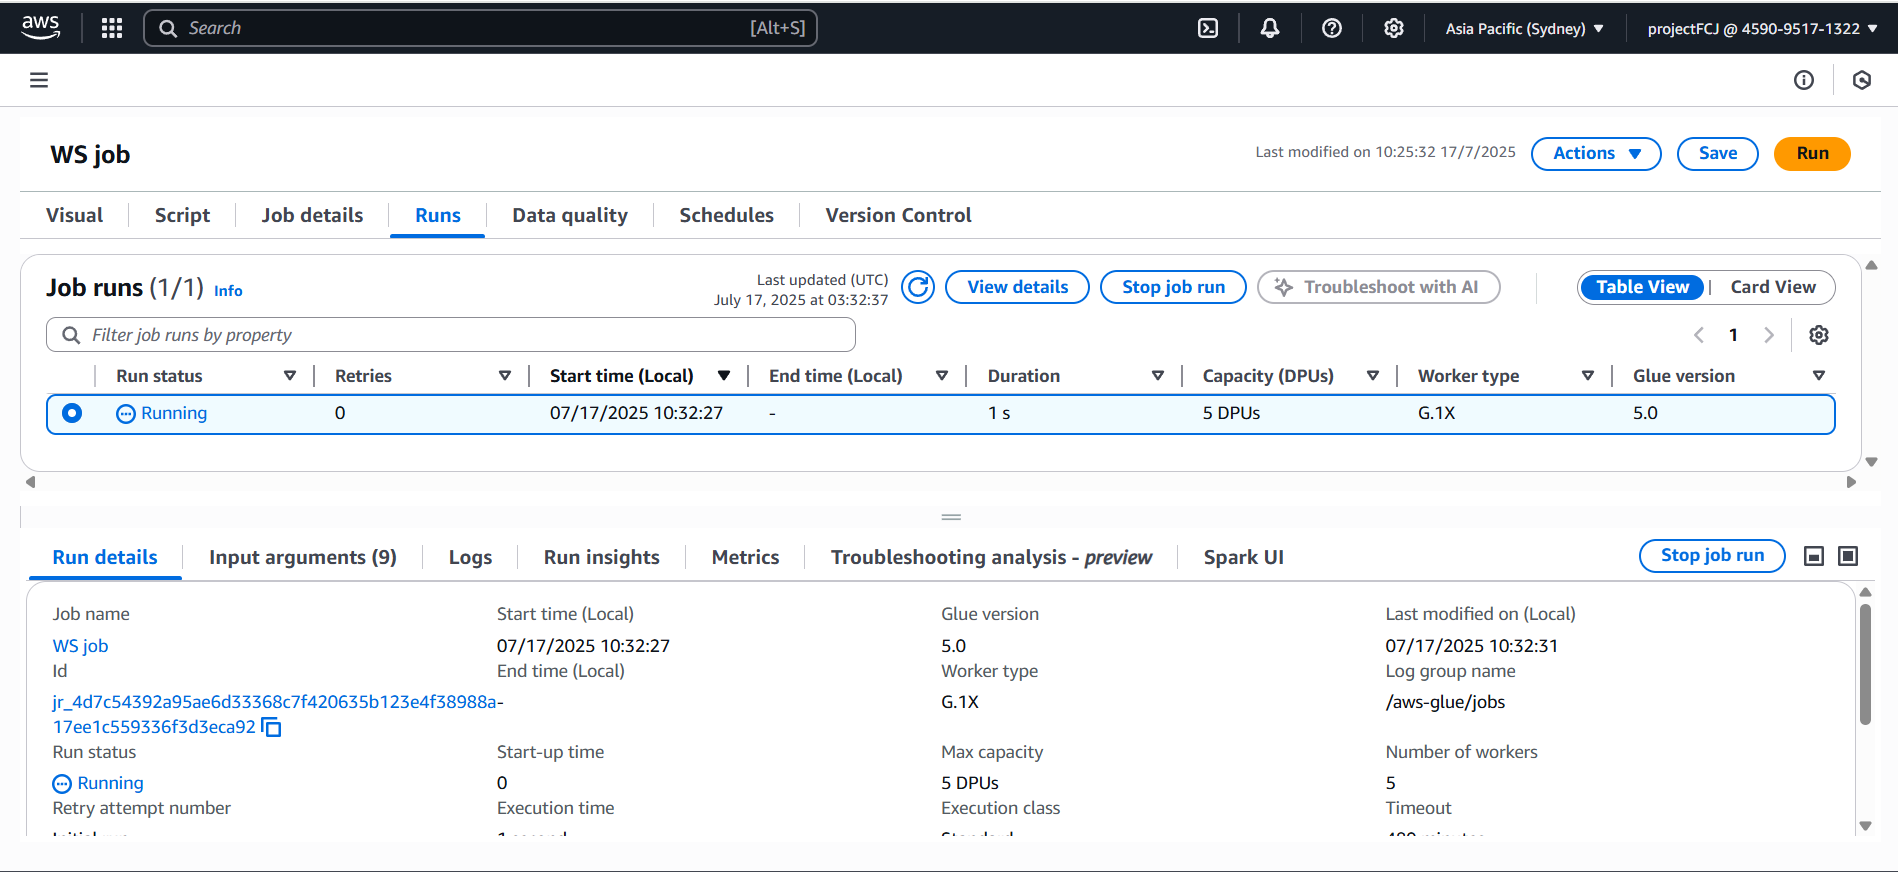 aws
Search [Alt+S]
Asia Pacific (Sydney)
projectFCJ @ 4590-9517-1322
WS job
Last modified on 10:25:32 17/7/2025
Actions
Save
Run
Visual
Script
Job details
Runs
Data quality
Schedules
Version Control
Job runs (1/1) Info
Last updated (UTC)
July 17, 2025 at 03:32:37
View details
Stop job run
Troubleshoot with AI
Table View
Card View
Filter job runs by property
1
Run status Retries Start time (Local) End time (Local) Duration Capacity (DPUs) Worker type Glue version
Running 0 07/17/2025 10:32:27 - 1 s 5 DPUs G.1X 5.0
Run details
Input arguments (9)
Logs
Run insights
Metrics
Troubleshooting analysis - preview
Spark UI
Stop job run
Job name
WS job
Id
jr_4d7c54392a95ae6d33368c7f420635b123e4f38988a
17ee1c559336f3d3eca92
Run status
Running
Retry attempt number
Initial run
Start time (Local)
07/17/2025 10:32:27
End time (Local)
-
Start-up time
0
Execution time
1 second
Glue version
5.0
Worker type
G.1X
Max capacity
5 DPUs
Execution class
Standard
Last modified on (Local)
07/17/2025 10:32:31
Log group name
/aws-glue/jobs
Number of workers
5
Timeout
480 minutes